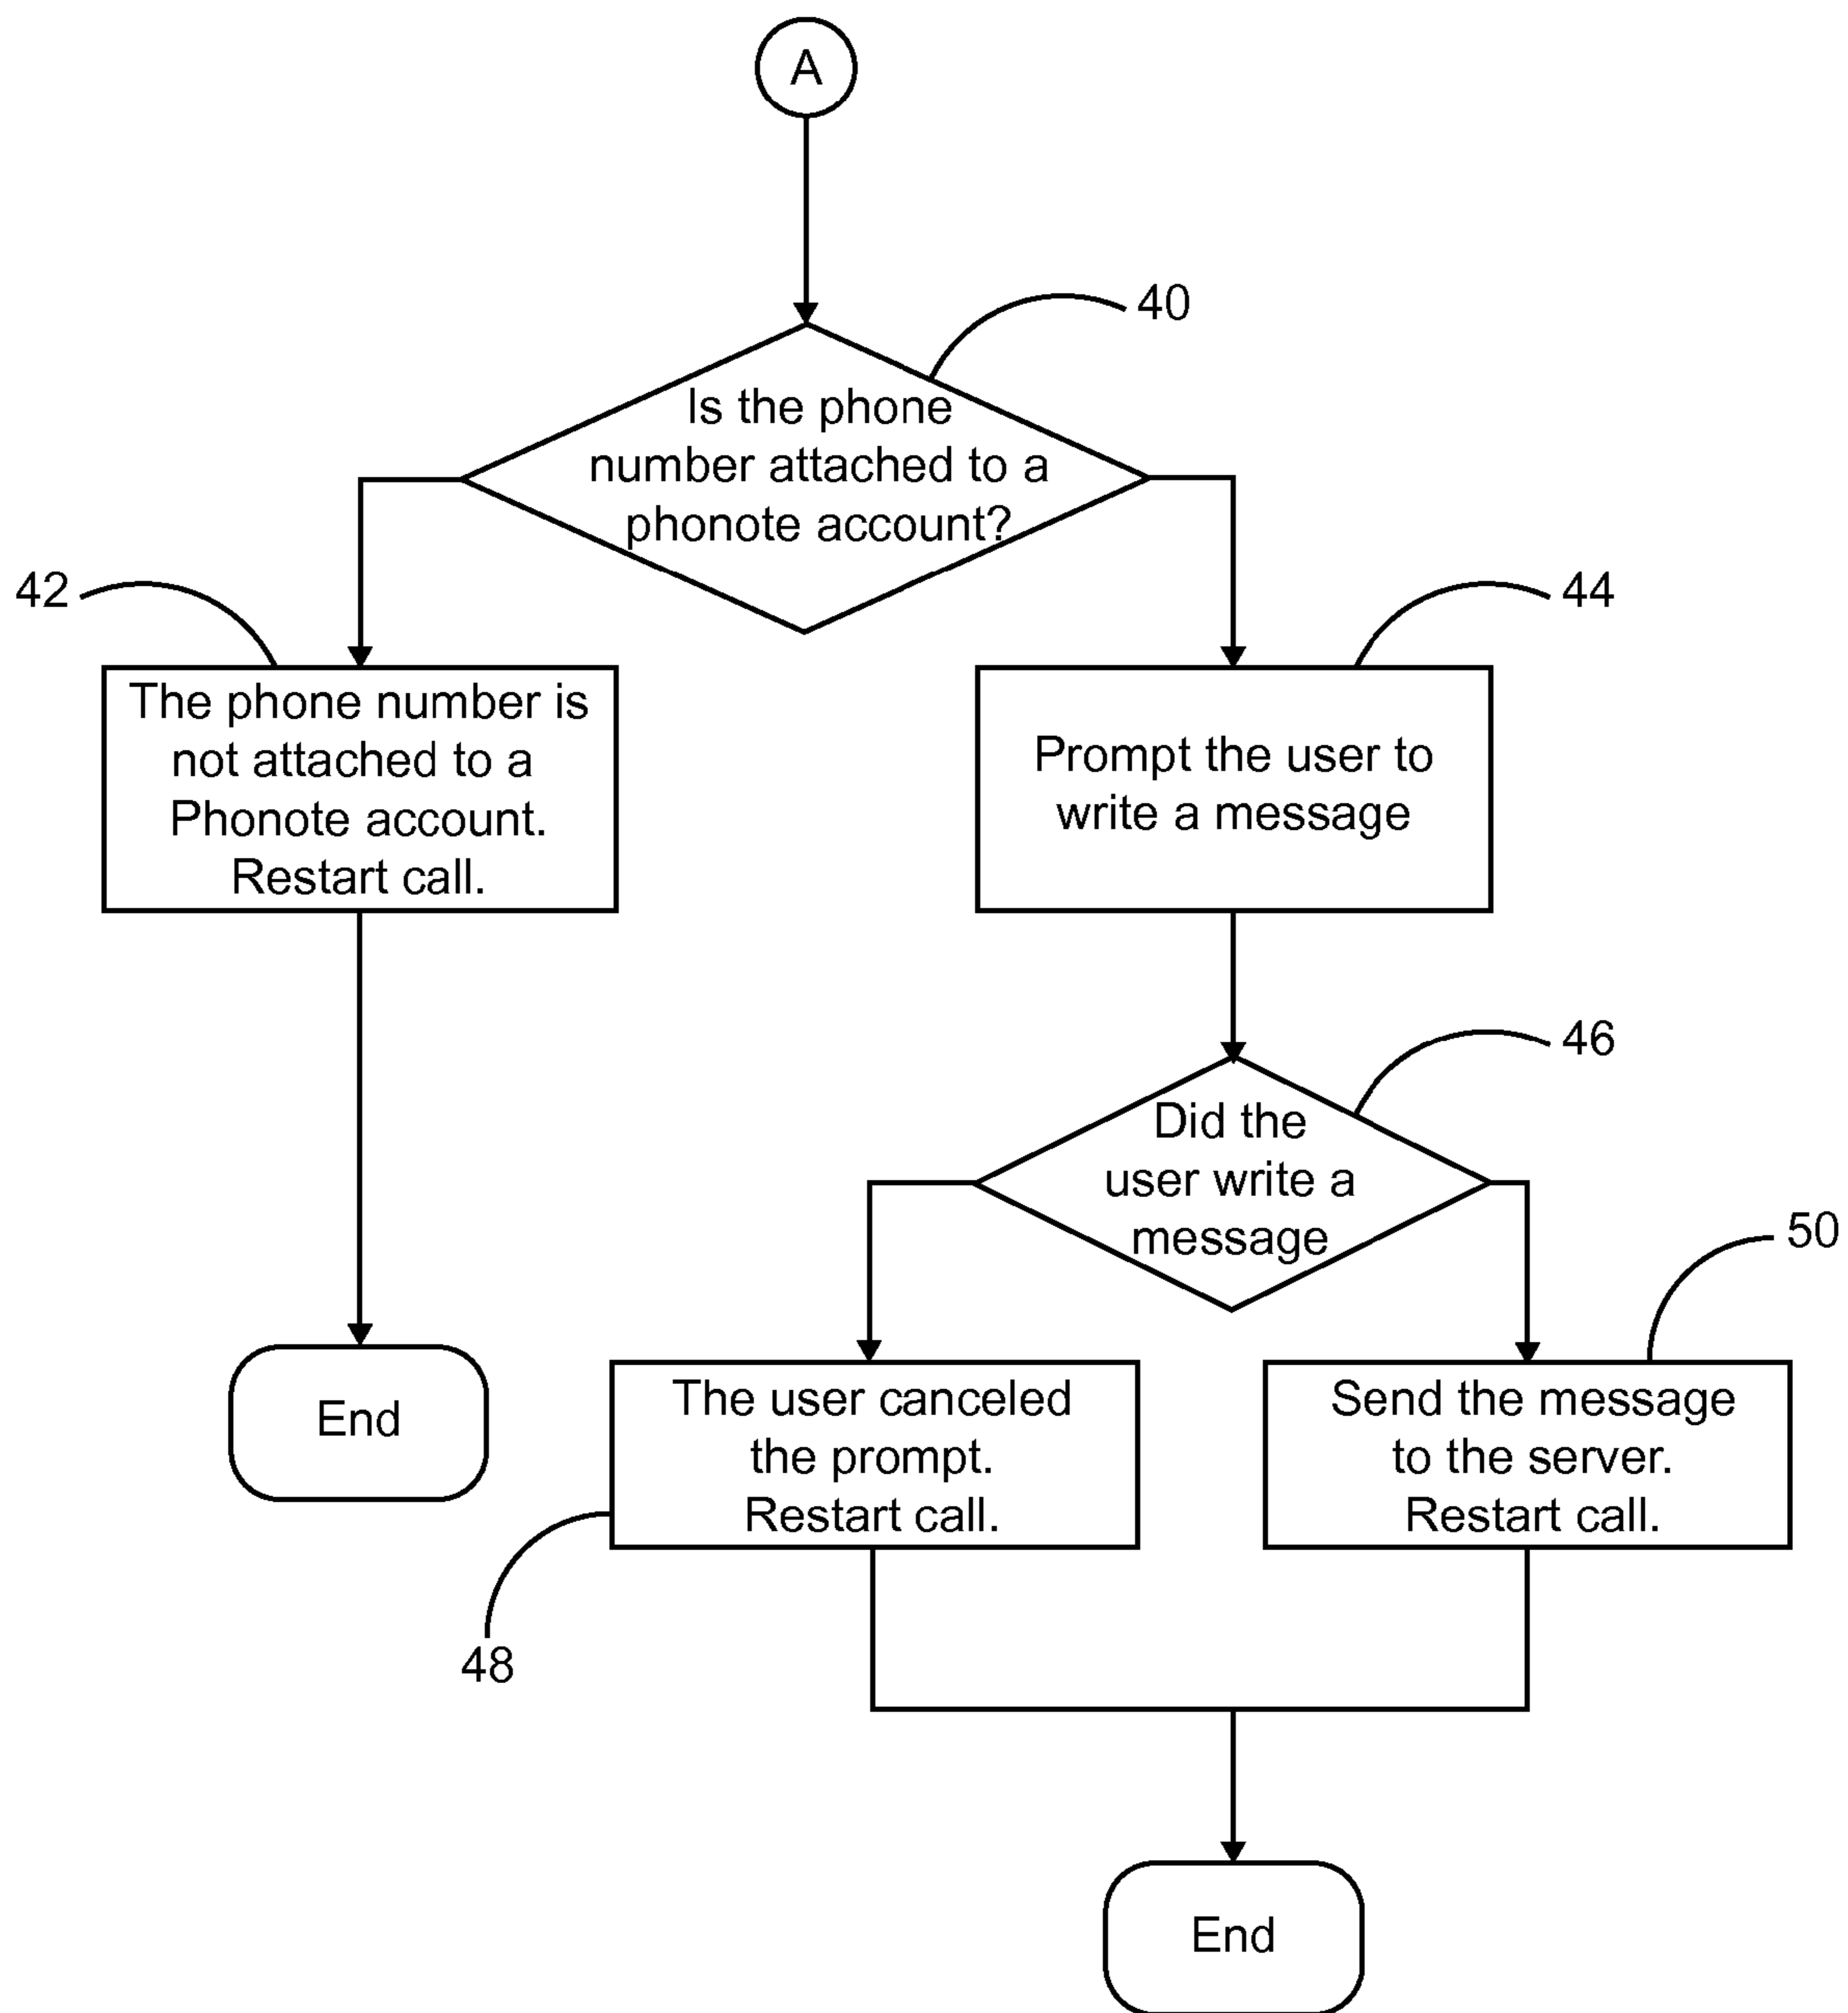 A
40
Is the phone
number attached to a
phonote account?
42
The phone number is
not attached to a
Phonote account.
Restart call.
44
Prompt the user to
write a message
46
Did the
user write a
message
50
The user canceled
the prompt.
Restart call.
Send the message
to the server.
Restart call.
End
48
End